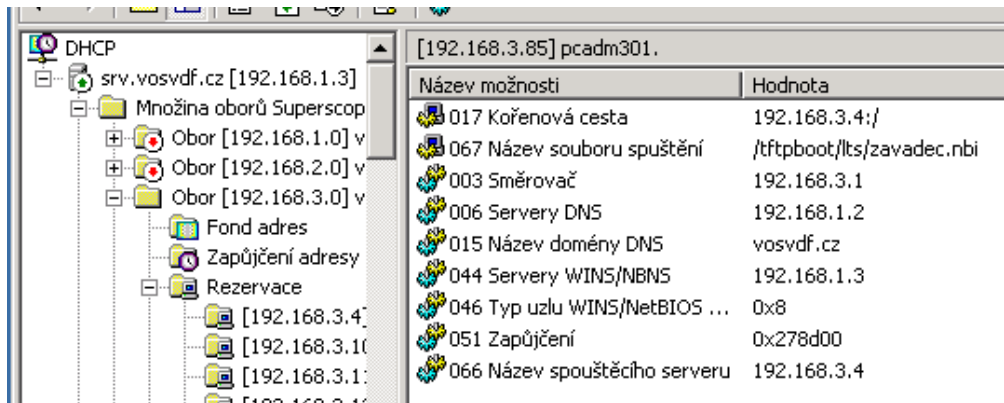 DHCP
srv.vosvdf.cz [192.168.1.3]
Množina oborů Superscop
Obor [192.168.1.0] v
Obor [192.168.2.0] v
Obor [192.168.3.0] v
Fond adres
Zapůjčení adresy
Rezervace
[192.168.3.4]
[192.168.3.10
[192.168.3.1
[192.168.3.85] pcadm301.
Název možnosti Hodnota
017 Kořenová cesta 192.168.3.4:/
067 Název souboru spuštění /tftpboot/lts/zavadec.nbi
003 Směrovač 192.168.3.1
006 Servery DNS 192.168.1.2
015 Název domény DNS vosvdf.cz
044 Servery WINS/NBNS 192.168.1.3
046 Typ uzlu WINS/NetBIOS ... 0x8
051 Zapůjčení 0x278d00
066 Název spouštěcího serveru 192.168.3.4